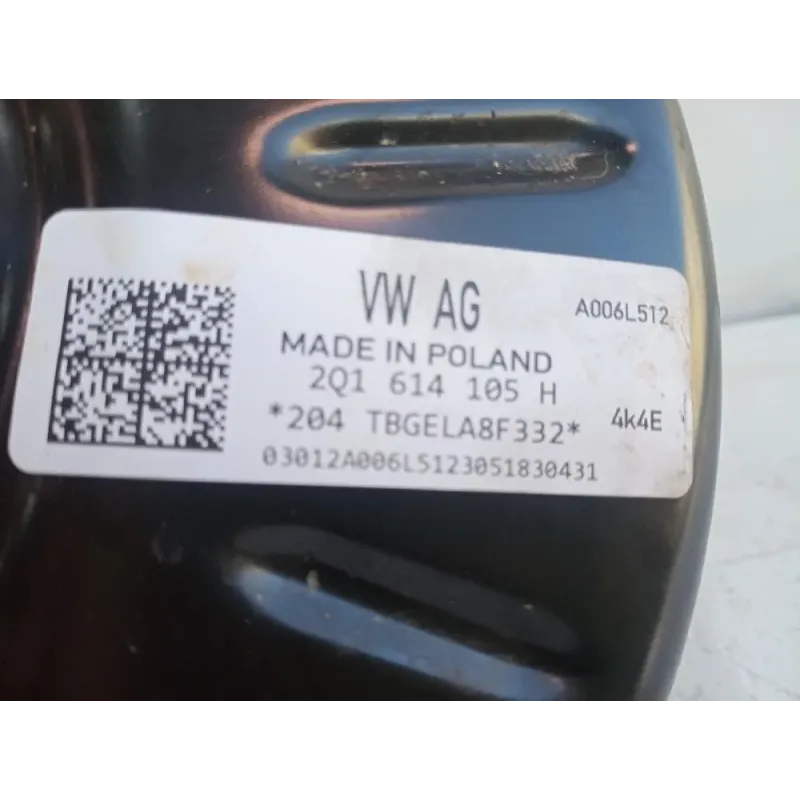 VW AG
A006L512
MADE IN POLAND
2Q1 614 105 H
*204 TBGELA8F332*
4k4E
03012A006L5123051830431